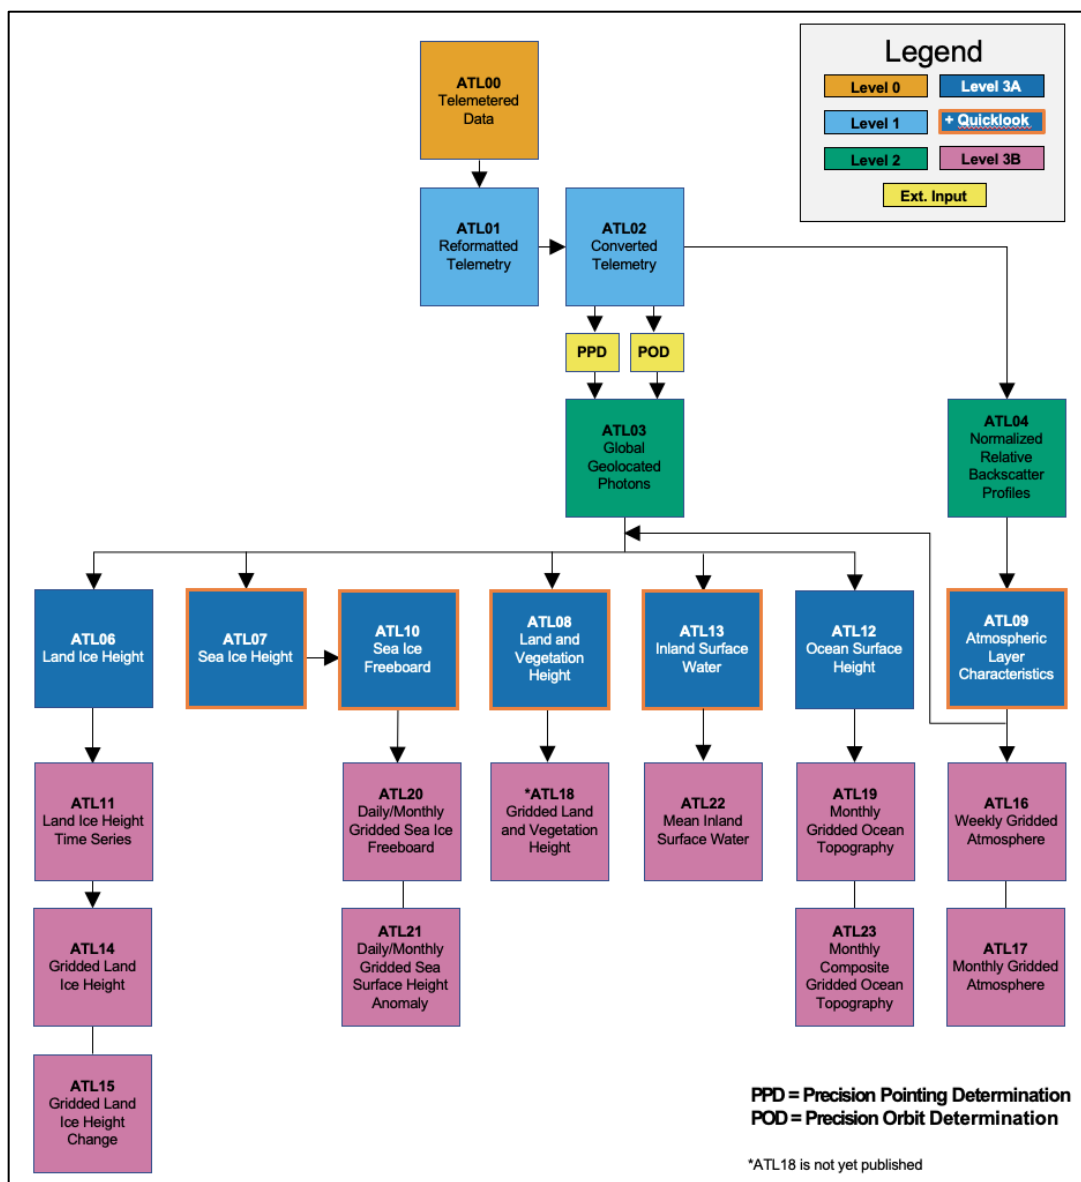 Legend
Level 0
Level 3A
Level 1
+ Quicklook
Level 2
Level 3B
Ext. Input
ATL00
Telemetered
Data
ATL01
Reformatted
Telemetry
ATL02
Converted
Telemetry
PPD
POD
ATL03
Global
Geolocated
Photons
ATL04
Normalized
Relative
Backscatter
Profiles
ATL06
Land Ice Height
ATL07
Sea Ice Height
ATL10
Sea Ice
Freeboard
ATL08
Land and
Vegetation
Height
ATL13
Inland Surface
Water
ATL12
Ocean Surface
Height
ATL09
Atmospheric
Layer
Characteristics
ATL11
Land Ice Height
Time Series
ATL20
Daily/Monthly
Gridded Sea Ice
Freeboard
*ATL18
Gridded Land
and Vegetation
Height
ATL22
Mean Inland
Surface Water
ATL19
Monthly
Gridded Ocean
Topography
ATL16
Weekly Gridded
Atmosphere
ATL14
Gridded Land
Ice Height
ATL21
Daily/Monthly
Gridded Sea
Surface Height
Anomaly
ATL23
Monthly
Composite
Gridded Ocean
Topography
ATL17
Monthly Gridded
Atmosphere
ATL15
Gridded Land
Ice Height
Change
PPD = Precision Pointing Determination
POD = Precision Orbit Determination
*ATL18 is not yet published